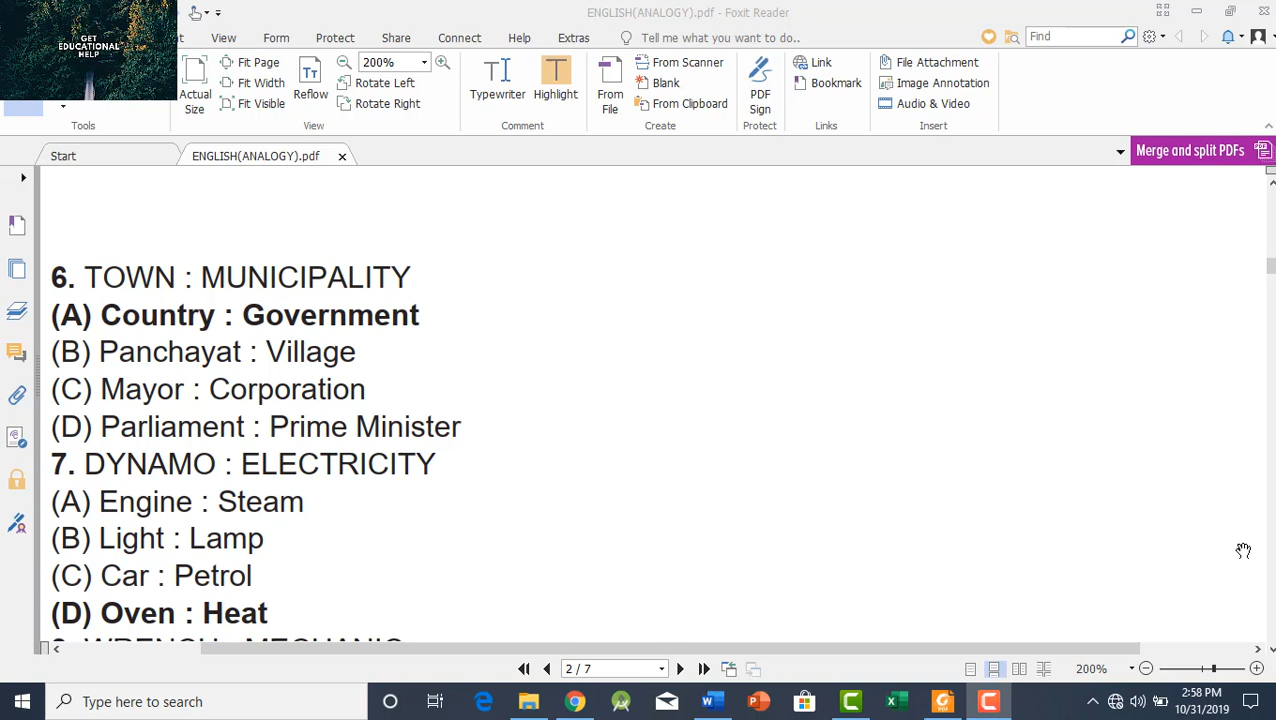 ENGLISH(ANALOGY).pdf - Foxit Reader
GET
EDUCATIONAL
HELP
View Form Protect Share Connect Help Extras Tell me what you want to do.. Find
Actual
Size
Fit Page
Fit Width
Fit Visible
Reflow
200%
Rotate Left
Rotate Right
Typewriter
Highlight
From
File
From Scanner
Blank
From Clipboard
PDF
Sign
Link
Bookmark
File Attachment
Image Annotation
Audio & Video
Tools View Comment Create Protect Links Insert
Start ENGLISH(ANALOGY).pdf Merge and split PDFs
6. TOWN : MUNICIPALITY
(A) Country : Government
(B) Panchayat : Village
(C) Mayor : Corporation
(D) Parliament : Prime Minister
7. DYNAMO : ELECTRICITY
(A) Engine : Steam
(B) Light : Lamp
(C) Car : Petrol
(D) Oven : Heat
2 / 7 200%
Type here to search
2:58 PM
10/31/2019